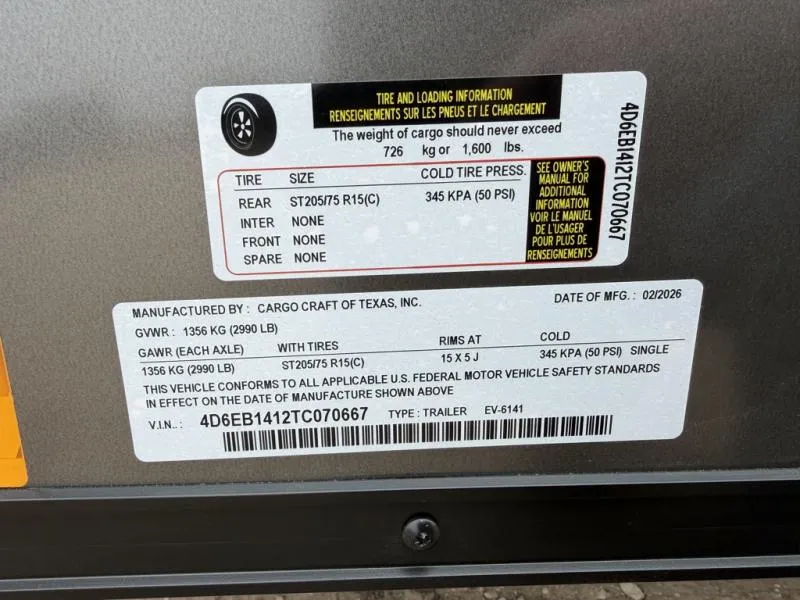 TIRE AND LOADING INFORMATION
RENSEIGNEMENTS SUR LES PNEUS ET LE CHARGEMENT
The weight of cargo should never exceed
726 kg or 1,600 lbs.
TIRE SIZE COLD TIRE PRESS.
REAR ST205/75 R15(C) 345 KPA (50 PSI)
INTER NONE
FRONT NONE
SPARE NONE
SEE OWNER'S
MANUAL FOR
ADDITIONAL
INFORMATION
VOIR LE MANUEL
DE L'USAGER
POUR PLUS DE
RENSEIGNEMENTS
4D6EB1412TC070667
MANUFACTURED BY: CARGO CRAFT OF TEXAS, INC. DATE OF MFG.: 02/2026
GVWR: 1356 KG (2990 LB)
GAWR (EACH AXLE) WITH TIRES RIMS AT COLD
1356 KG (2990 LB) ST205/75 R15(C) 15 X 5 J 345 KPA (50 PSI) SINGLE
THIS VEHICLE CONFORMS TO ALL APPLICABLE U.S. FEDERAL MOTOR VEHICLE SAFETY STANDARDS
IN EFFECT ON THE DATE OF MANUFACTURE SHOWN ABOVE
V.I.N..: 4D6EB1412TC070667 TYPE: TRAILER EV-6141